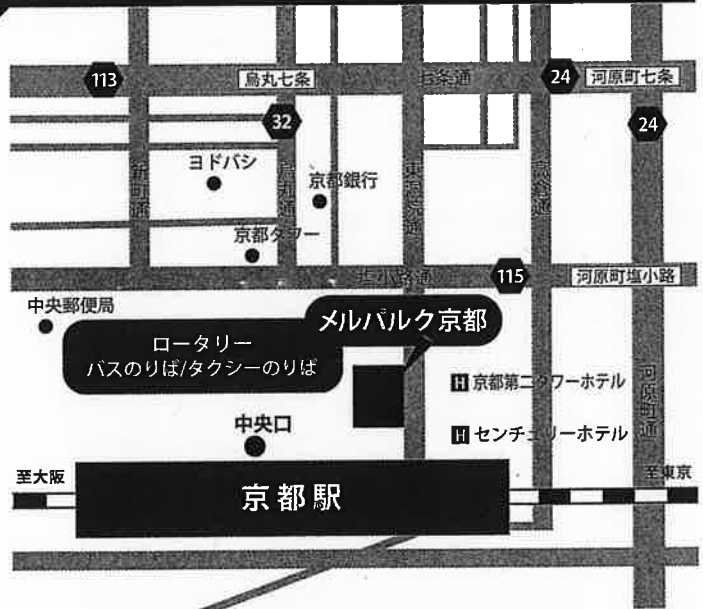 113
烏丸七条
七条通
24
河原町七条
32
24
ヨドバシ
京都銀行
新町通
烏丸通
東洞院通
京都タワー
塩小路通
115
河原町塩小路
中央郵便局
メルパルク京都
ロータリー
バスのりば/タクシーのりば
H 京都第二タワーホテル
河原町通
中央口
H センチュリーホテル
至大阪
至東京
京都駅